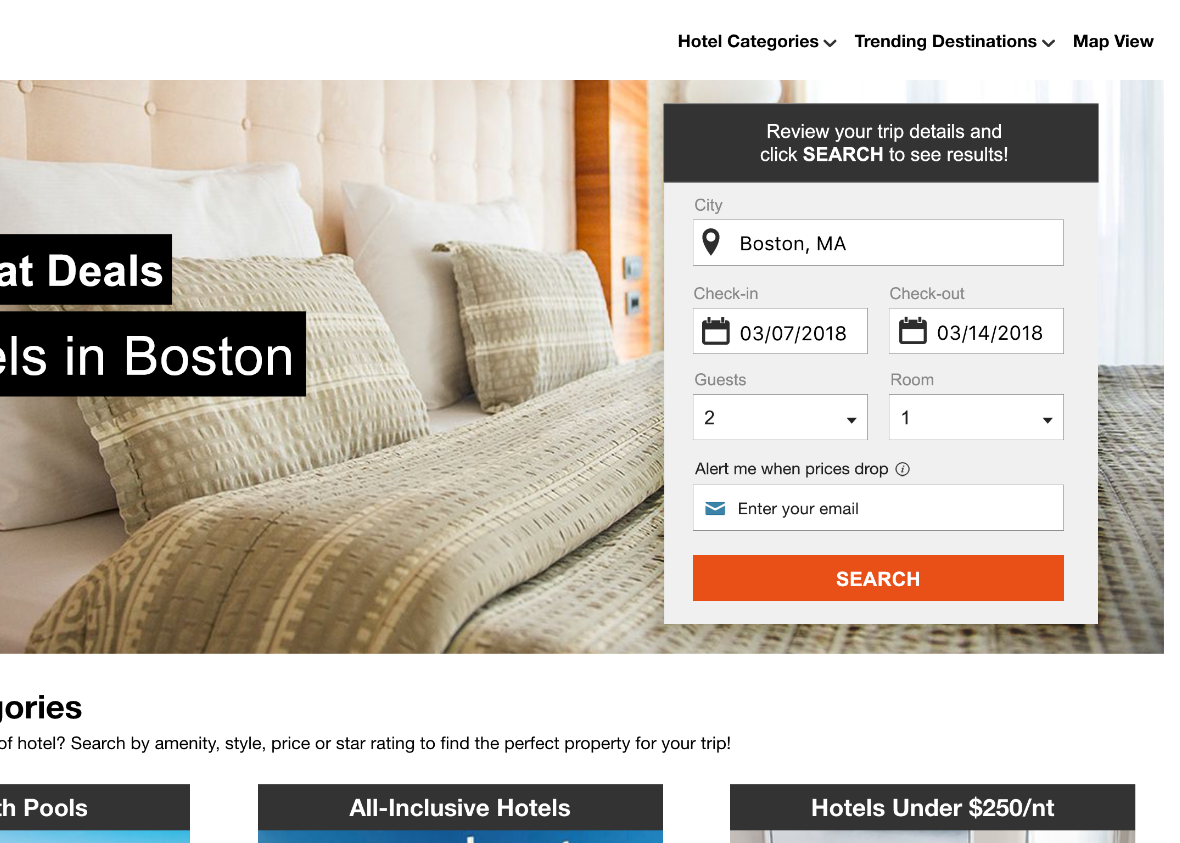 Hotel Categories Trending Destinations Map View
Review your trip details and
click SEARCH to see results!
City
Boston, MA
Check-in Check-out
03/07/2018 03/14/2018
Guests Room
2 1
Alert me when prices drop
Enter your email
SEARCH
at Deals
els in Boston
gories
of hotel? Search by amenity, style, price or star rating to find the perfect property for your trip!
th Pools
All-Inclusive Hotels
Hotels Under $250/nt